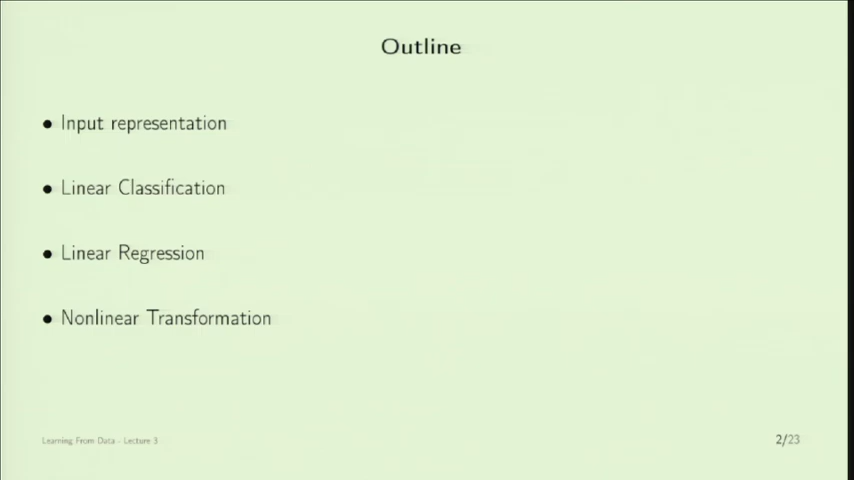 Outline
• Input representation
• Linear Classification
• Linear Regression
• Nonlinear Transformation
Learning From Data - Lecture 3
2/23